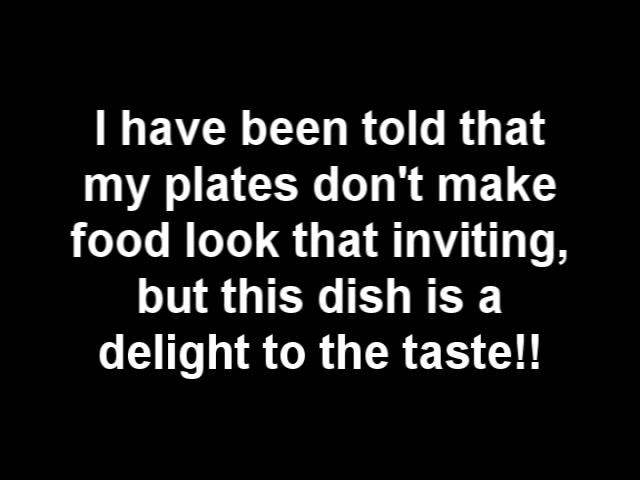 I have been told that
my plates don't make
food look that inviting,
but this dish is a
delight to the taste!!